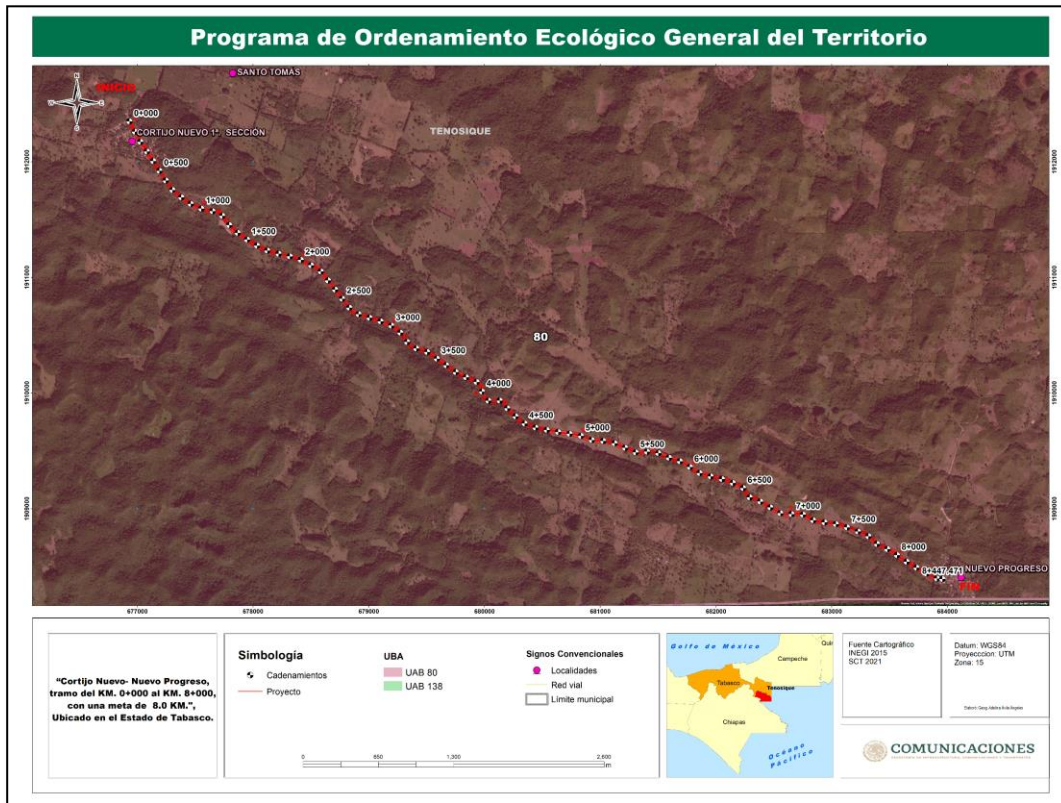 Programa de Ordenamiento Ecológico General del Territorio
SANTO TOMAS
INICIO
N
W
E
S
0+000
CORTIJO NUEVO 1ª SECCIÓN
TENOSIQUE
0+500
1+000
1+500
2+000
2+500
3+000
80
3+500
4+000
4+500
5+000
5+500
6+000
6+500
7+000
7+500
8+000
8+447.471
NUEVO PROGRESO
FIN
1912000
1911000
1910000
1909000
1912000
1911000
1910000
1909000
677000
678000
679000
680000
681000
682000
683000
684000
"Cortijo Nuevo- Nuevo Progreso,
tramo del KM. 0+000 al KM. 8+000,
con una meta de 8.0 KM.",
Ubicado en el Estado de Tabasco.
Simbología
Cadenamientos
Proyecto
UBA
UAB 80
UAB 138
Signos Convencionales
Localidades
Red vial
Límite municipal
0 650 1,300 2,600
m
Golfo de México
Campeche
Tabasco
Tenosique
Chiapas
Océano
Pacífico
Fuente Cartográfico
INEGI 2015
SCT 2021
Datum: WGS84
Proyeccion: UTM
Zona: 15
COMUNICACIONES